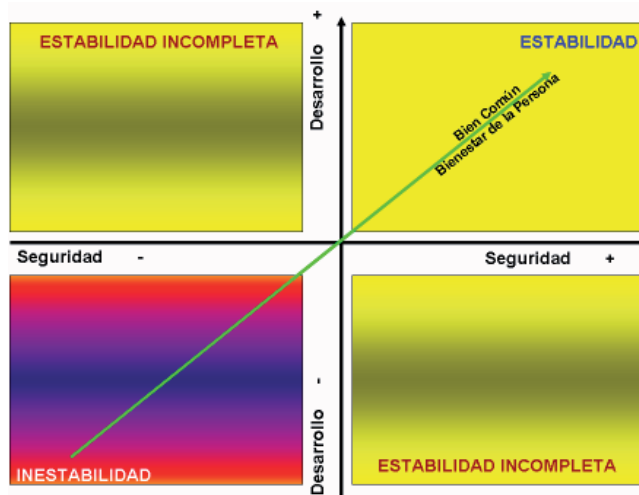 ESTABILIDAD INCOMPLETA
Desarrollo +
ESTABILIDAD
Bien Común
Bienestar de la Persona
Seguridad -
Seguridad +
INESTABILIDAD
Desarrollo -
ESTABILIDAD INCOMPLETA